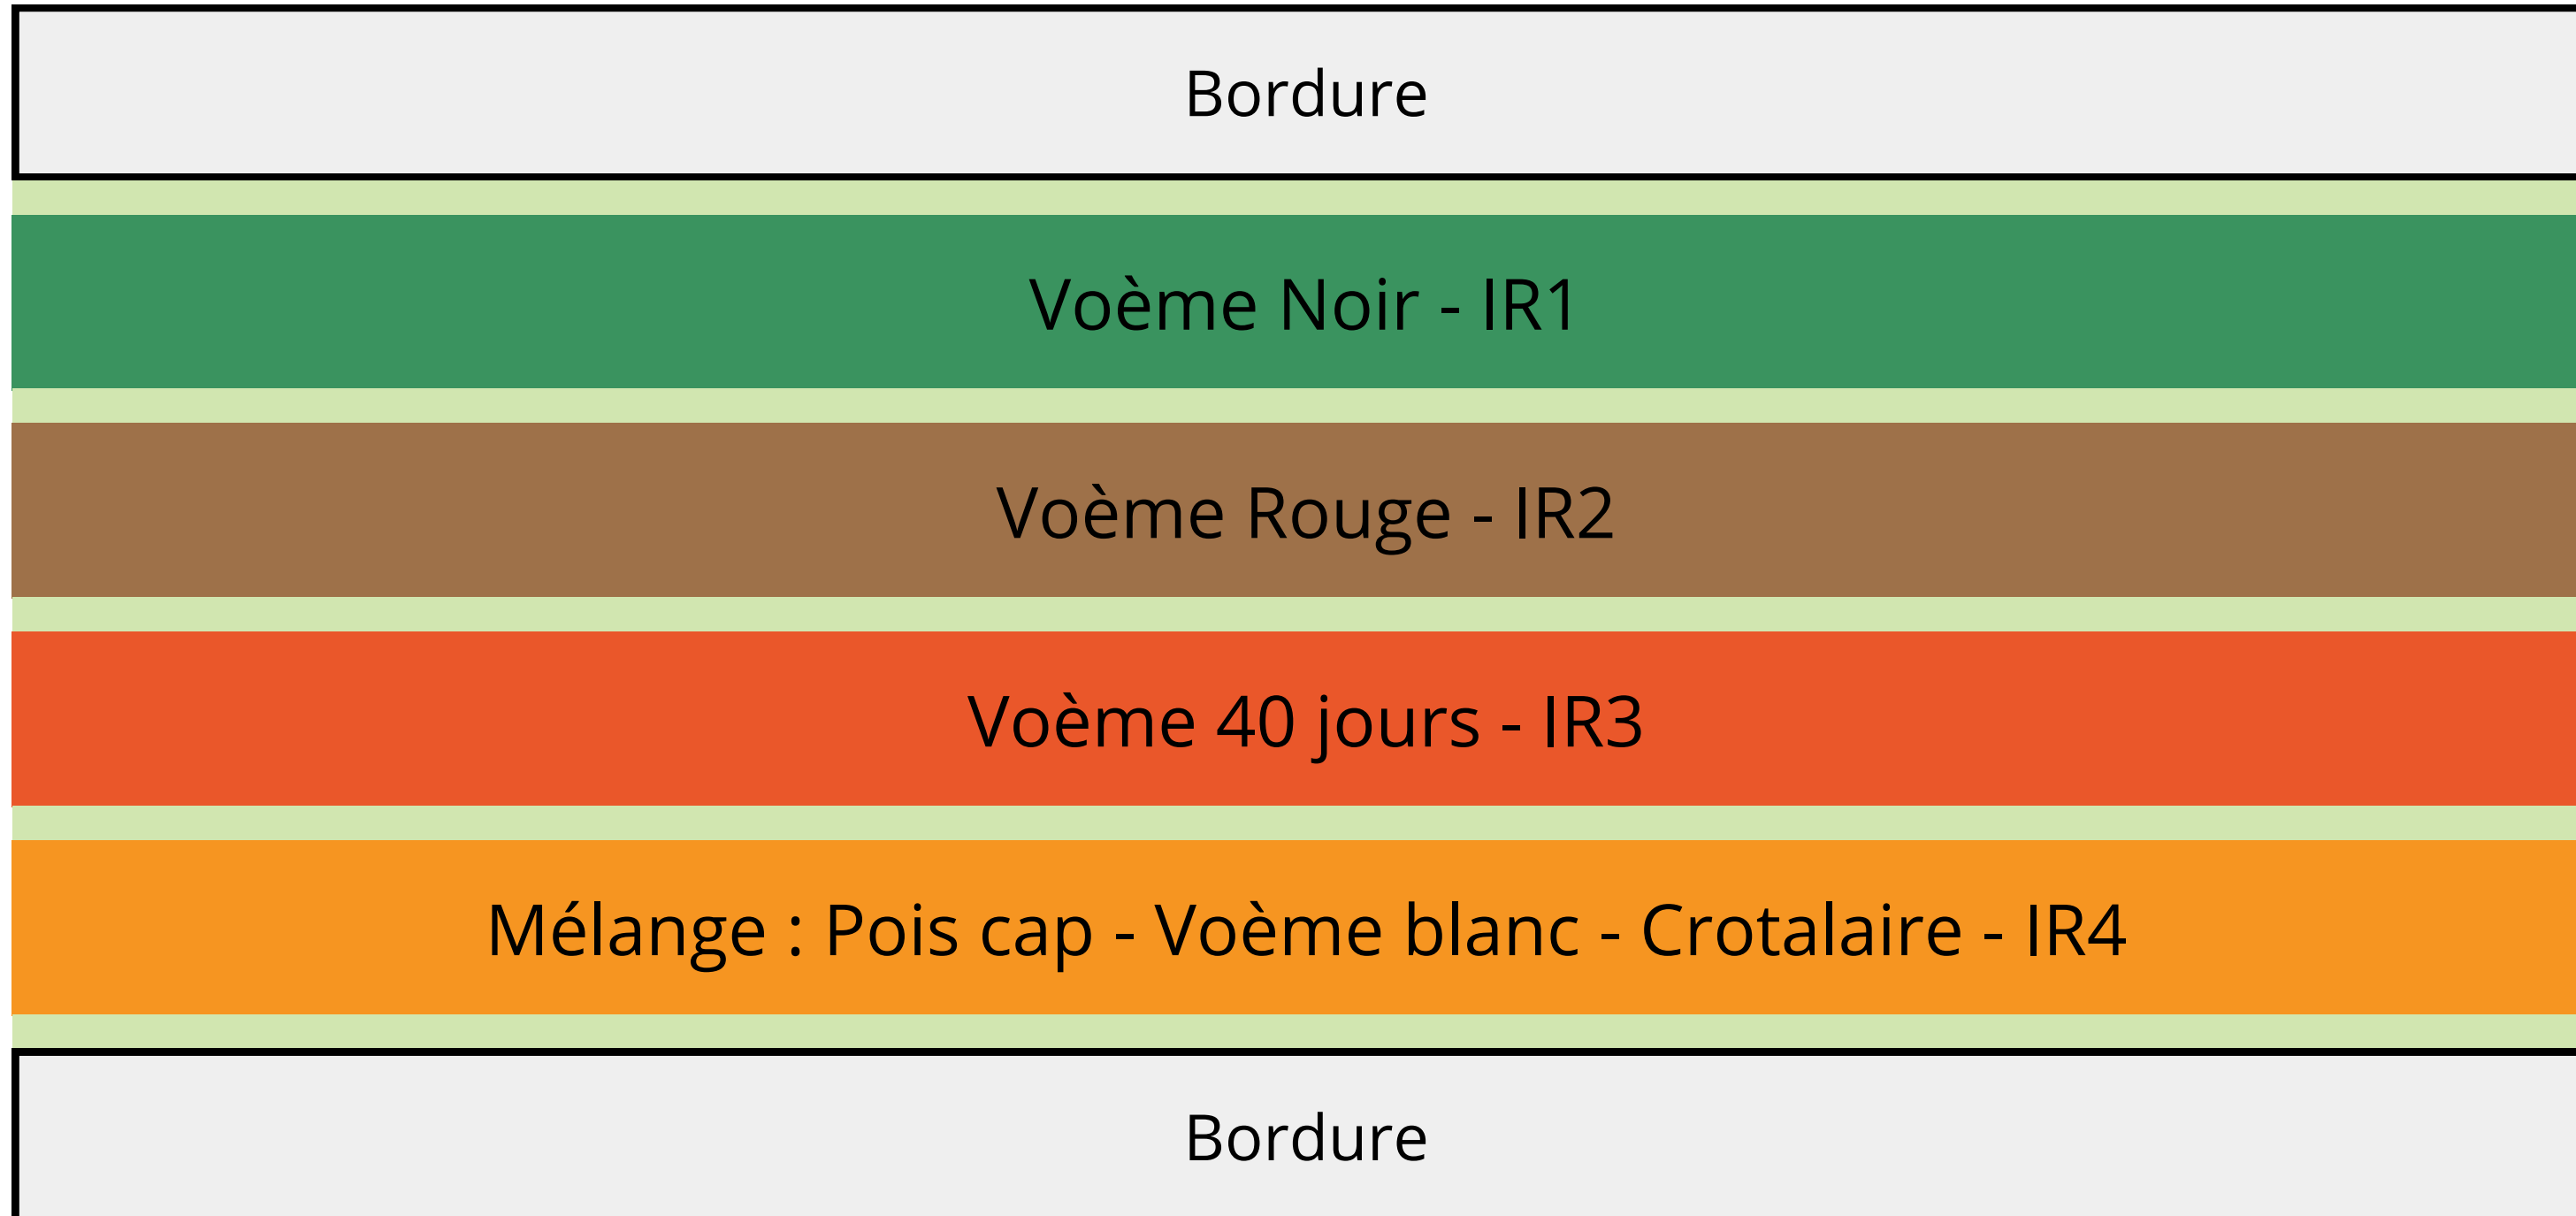 Bordure
Voème Noir - IR1
Voème Rouge - IR2
Voème 40 jours - IR3
Mélange : Pois cap - Voème blanc - Crotalaire - IR4
Bordure